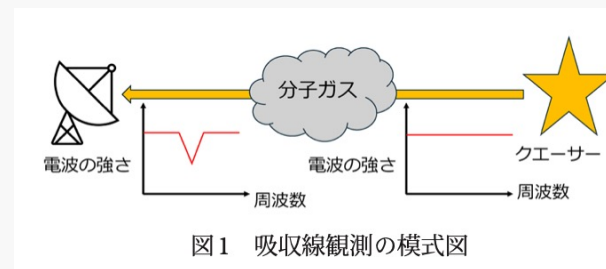 分子ガス
クエーサー
電波の強さ
周波数
電波の強さ
周波数
図1 吸収線観測の模式図